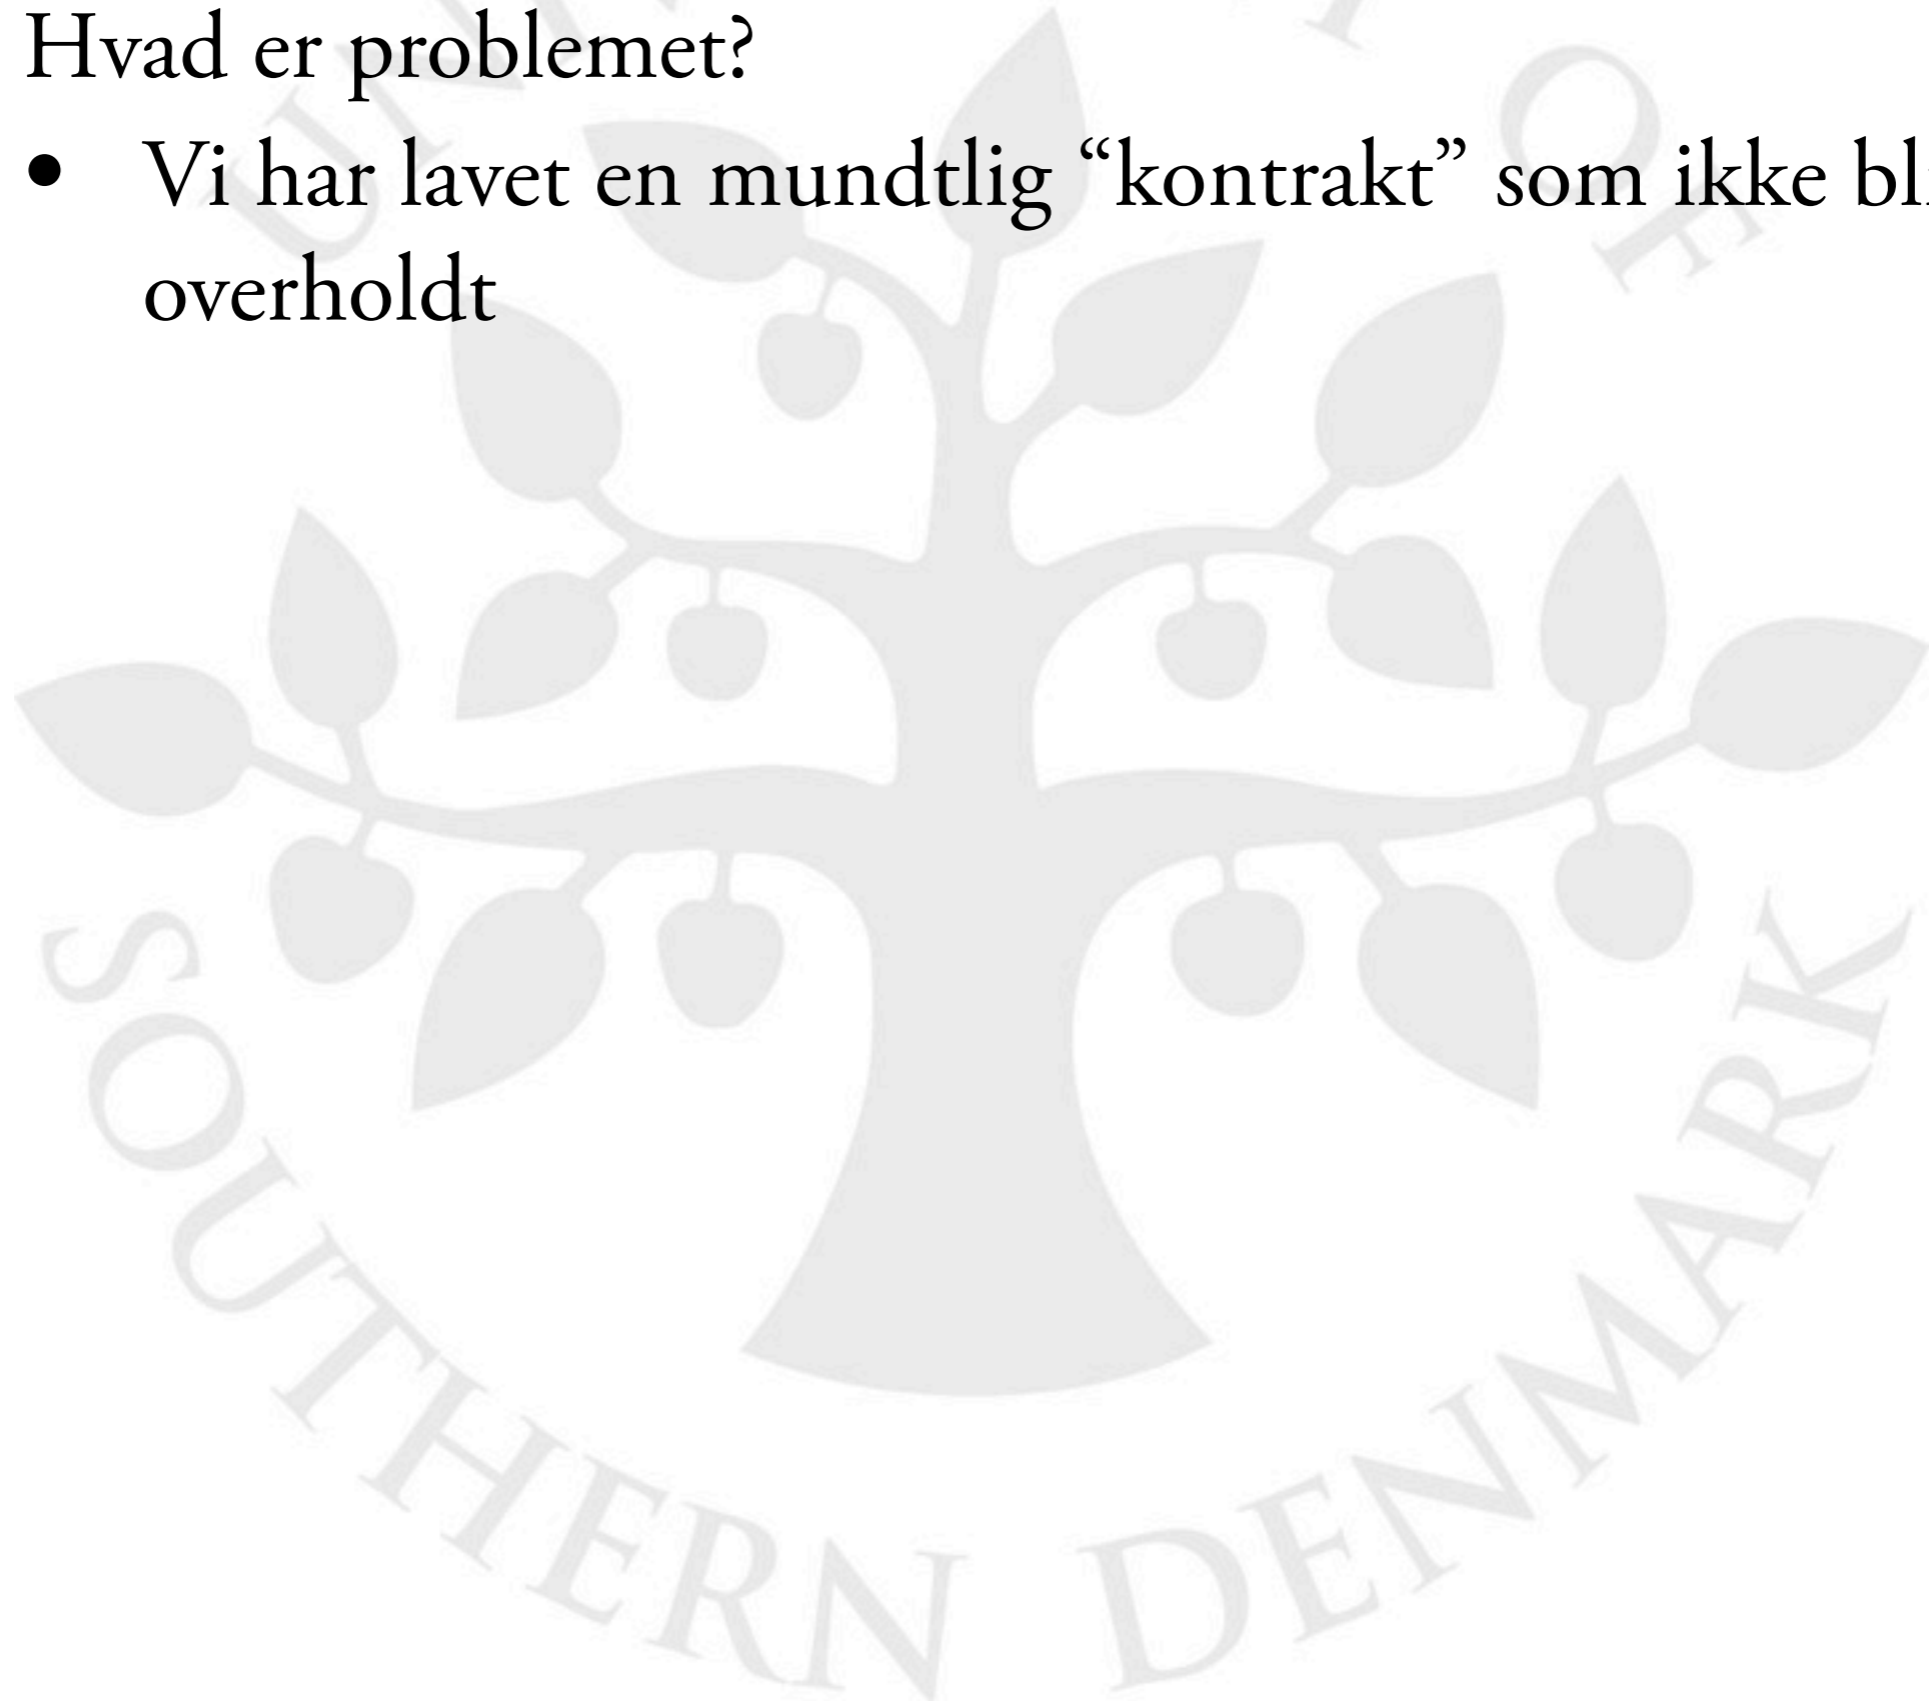 Hvad er problemet?
• Vi har lavet en mundtlig “kontrakt” som ikke
overholdt
SOUTHERN DENMARK